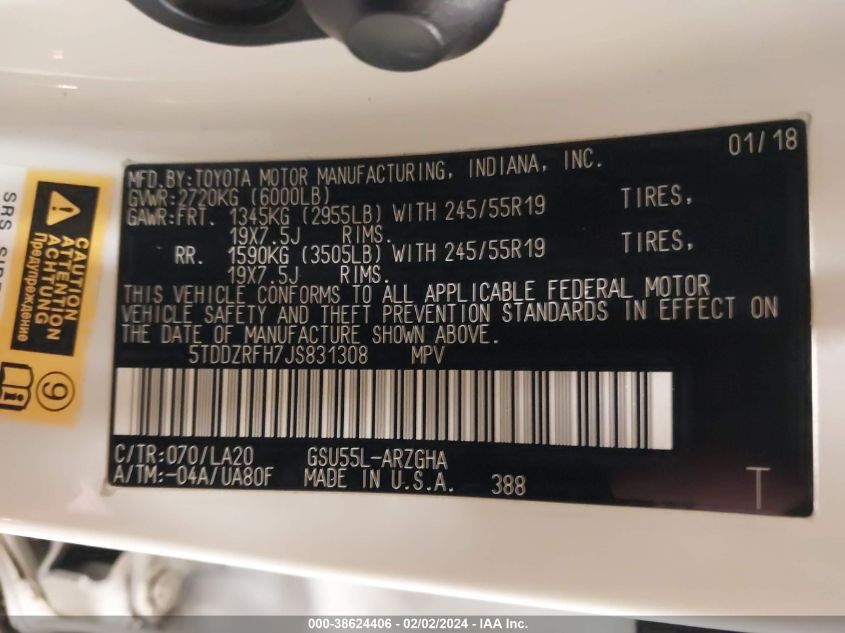 MFD.BY:TOYOTA MOTOR MANUFACTURING, INDIANA, INC. 01/18
GVWR:2720KG (6000LB)
GAWR:FRT. 1345KG (2955LB) WITH 245/55R19 TIRES,
19X7.5J RIMS.
RR. 1590KG (3505LB) WITH 245/55R19 TIRES,
19X7.5J RIMS.
THIS VEHICLE CONFORMS TO ALL APPLICABLE FEDERAL MOTOR
VEHICLE SAFETY AND THEFT PREVENTION STANDARDS IN EFFECT ON
THE DATE OF MANUFACTURE SHOWN ABOVE.
5TDDZRFH7JS831308 MPV
C/TR:070/LA20 GSU55L-ARZGHA
A/TM:-04A/UA80F MADE IN U.S.A. 388 T
CAUTION
ATTENTION
ACHTUNG
Предупреждение
9
SRS
000-38624406 - 02/02/2024 - IAA Inc.